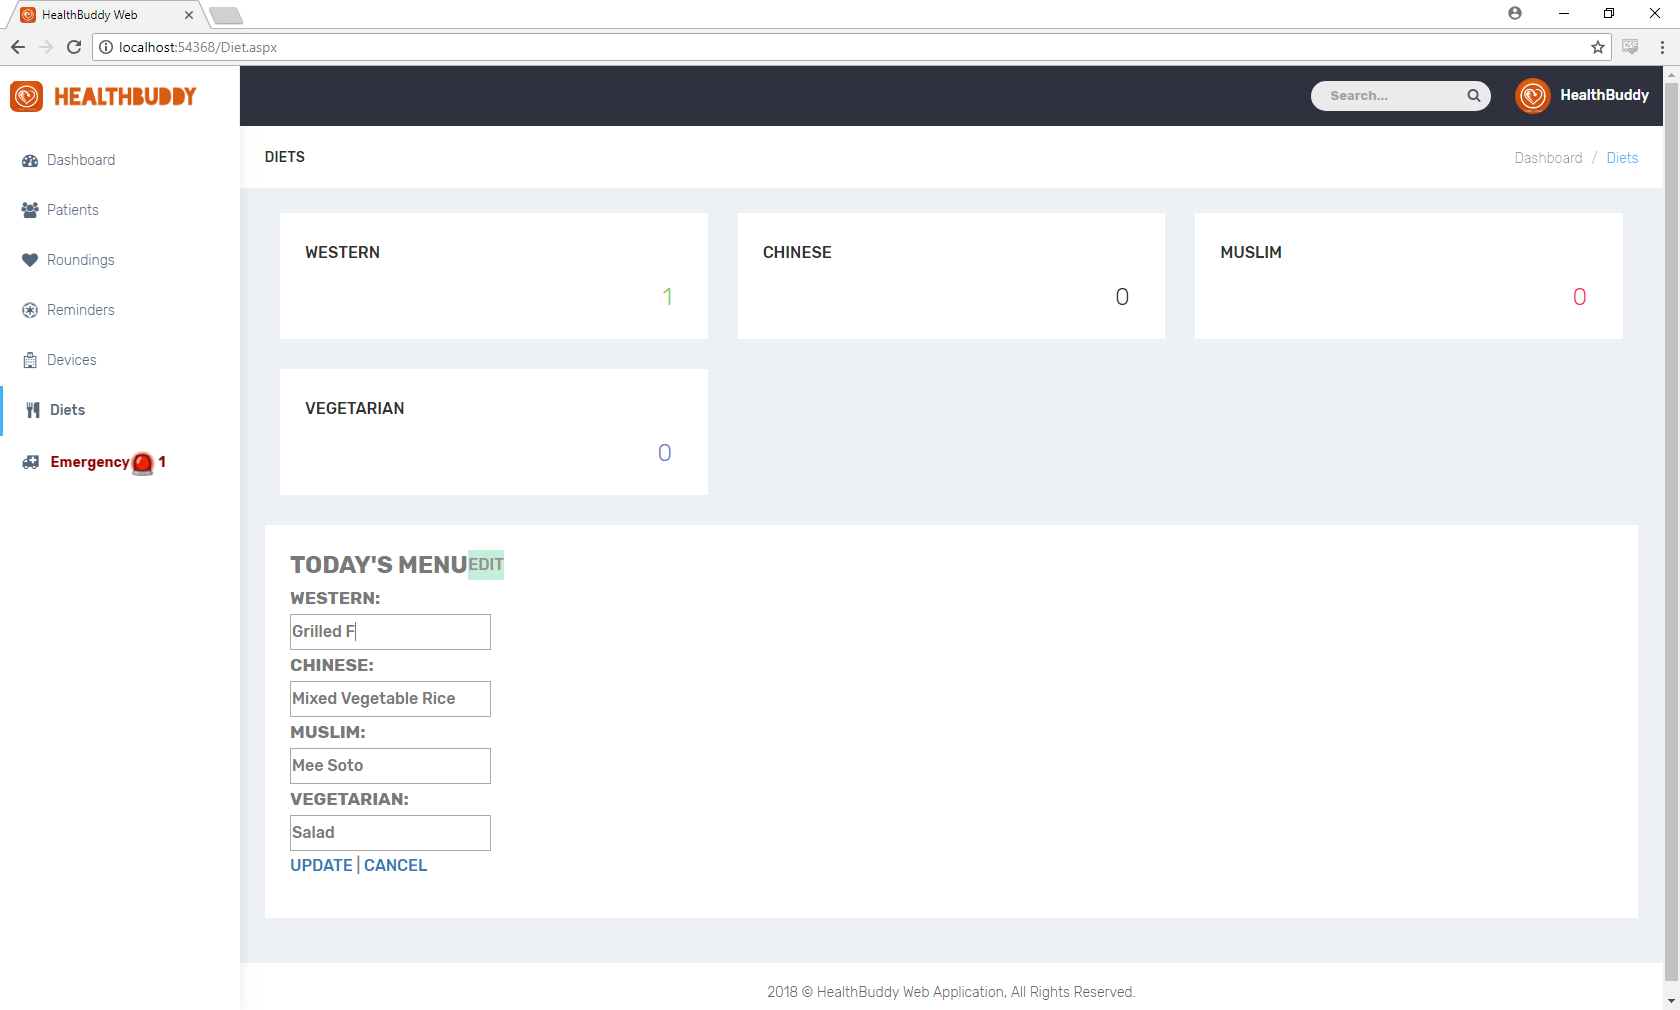 HealthBuddy Web
localhost:54368/Diet.aspx
HEALTHBUDDY
Search...
HealthBuddy
Dashboard
Patients
Roundings
Reminders
Devices
Diets
Emergency 1
DIETS
Dashboard / Diets
WESTERN
1
CHINESE
0
MUSLIM
0
VEGETARIAN
0
TODAY'S MENU EDIT
WESTERN:
Grilled F
CHINESE:
Mixed Vegetable Rice
MUSLIM:
Mee Soto
VEGETARIAN:
Salad
UPDATE | CANCEL
2018 © HealthBuddy Web Application, All Rights Reserved.